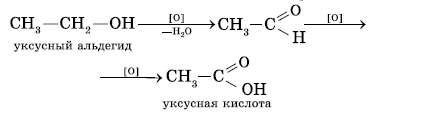 CH₃—CH₂—OH [O] —H₂O CH₃—C O H [O]
уксусный альдегид
[O] CH₃—C O OH
уксусная кислота